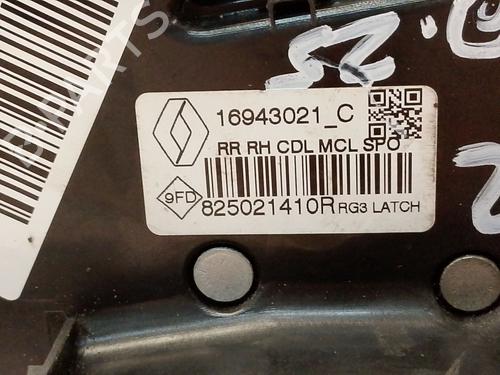 16943021_C
RR RH CDL MCL SPO
9FD
825021410R RG3 LATCH